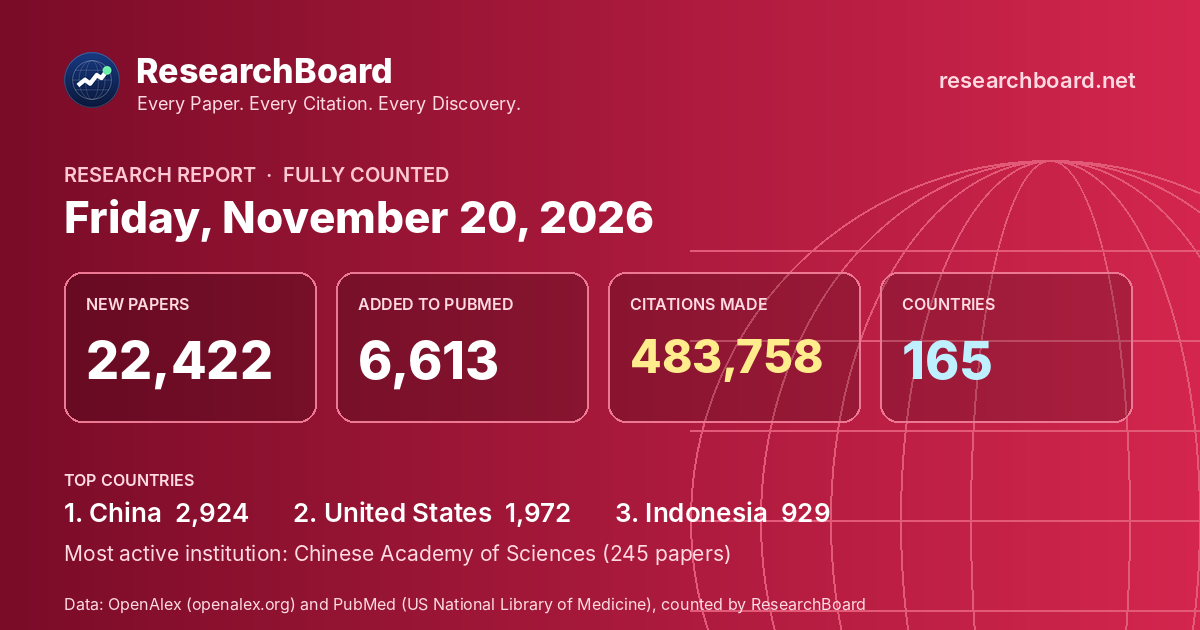 ResearchBoard
Every Paper. Every Citation. Every Discovery.
researchboard.net
RESEARCH REPORT · FULLY COUNTED
Friday, November 20, 2026
NEW PAPERS
22,422
ADDED TO PUBMED
6,613
CITATIONS MADE
483,758
COUNTRIES
165
TOP COUNTRIES
1. China 2,924 2. United States 1,972 3. Indonesia 929
Most active institution: Chinese Academy of Sciences (245 papers)
Data: OpenAlex (openalex.org) and PubMed (US National Library of Medicine), counted by ResearchBoard